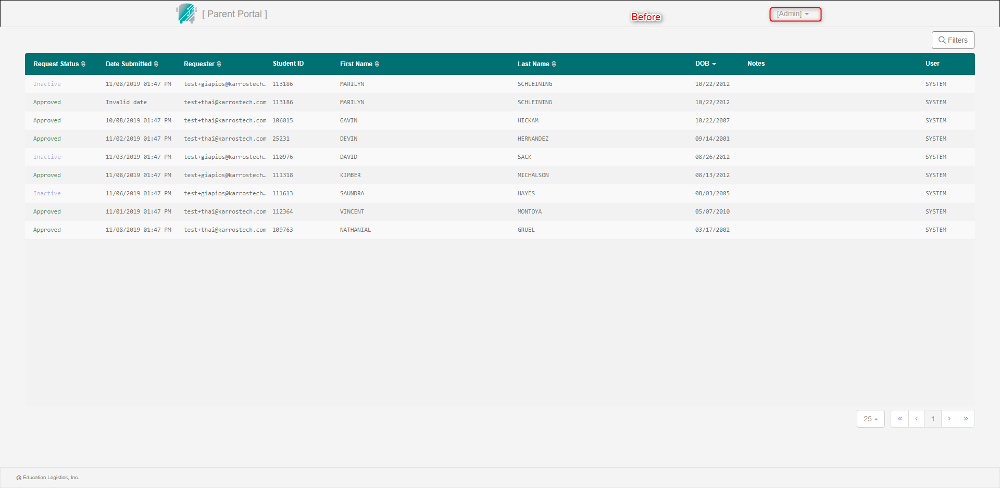 [ Parent Portal ]
Before
[Admin]
Filters
Request Status Date Submitted Requester Student ID First Name Last Name DOB Notes User
Inactive 11/08/2019 01:47 PM test+giapios@karrostech… 113186 MARILYN SCHLEINING 10/22/2012 SYSTEM
Approved Invalid date test+thai@karrostech.com 113186 MARILYN SCHLEINING 10/22/2012 SYSTEM
Approved 10/08/2019 01:47 PM test+thai@karrostech.com 106015 GAVIN HICKAM 10/22/2007 SYSTEM
Approved 11/02/2019 01:47 PM test+thai@karrostech.com 25231 DEVIN HERNANDEZ 09/14/2001 SYSTEM
Inactive 11/03/2019 01:47 PM test+giapios@karrostech… 110976 DAVID SACK 08/26/2012 SYSTEM
Approved 11/08/2019 01:47 PM test+giapios@karrostech… 111318 KIMBER MICHALSON 08/13/2012 SYSTEM
Inactive 11/06/2019 01:47 PM test+giapios@karrostech… 111613 SAUNDRA HAYES 08/03/2005 SYSTEM
Approved 11/01/2019 01:47 PM test+thai@karrostech.com 112364 VINCENT MONTOYA 05/07/2010 SYSTEM
Approved 11/08/2019 01:47 PM test+thai@karrostech.com 109763 NATHANIAL GRUEL 03/17/2002 SYSTEM
25 « ‹ 1 › »
@ Education Logistics, Inc.